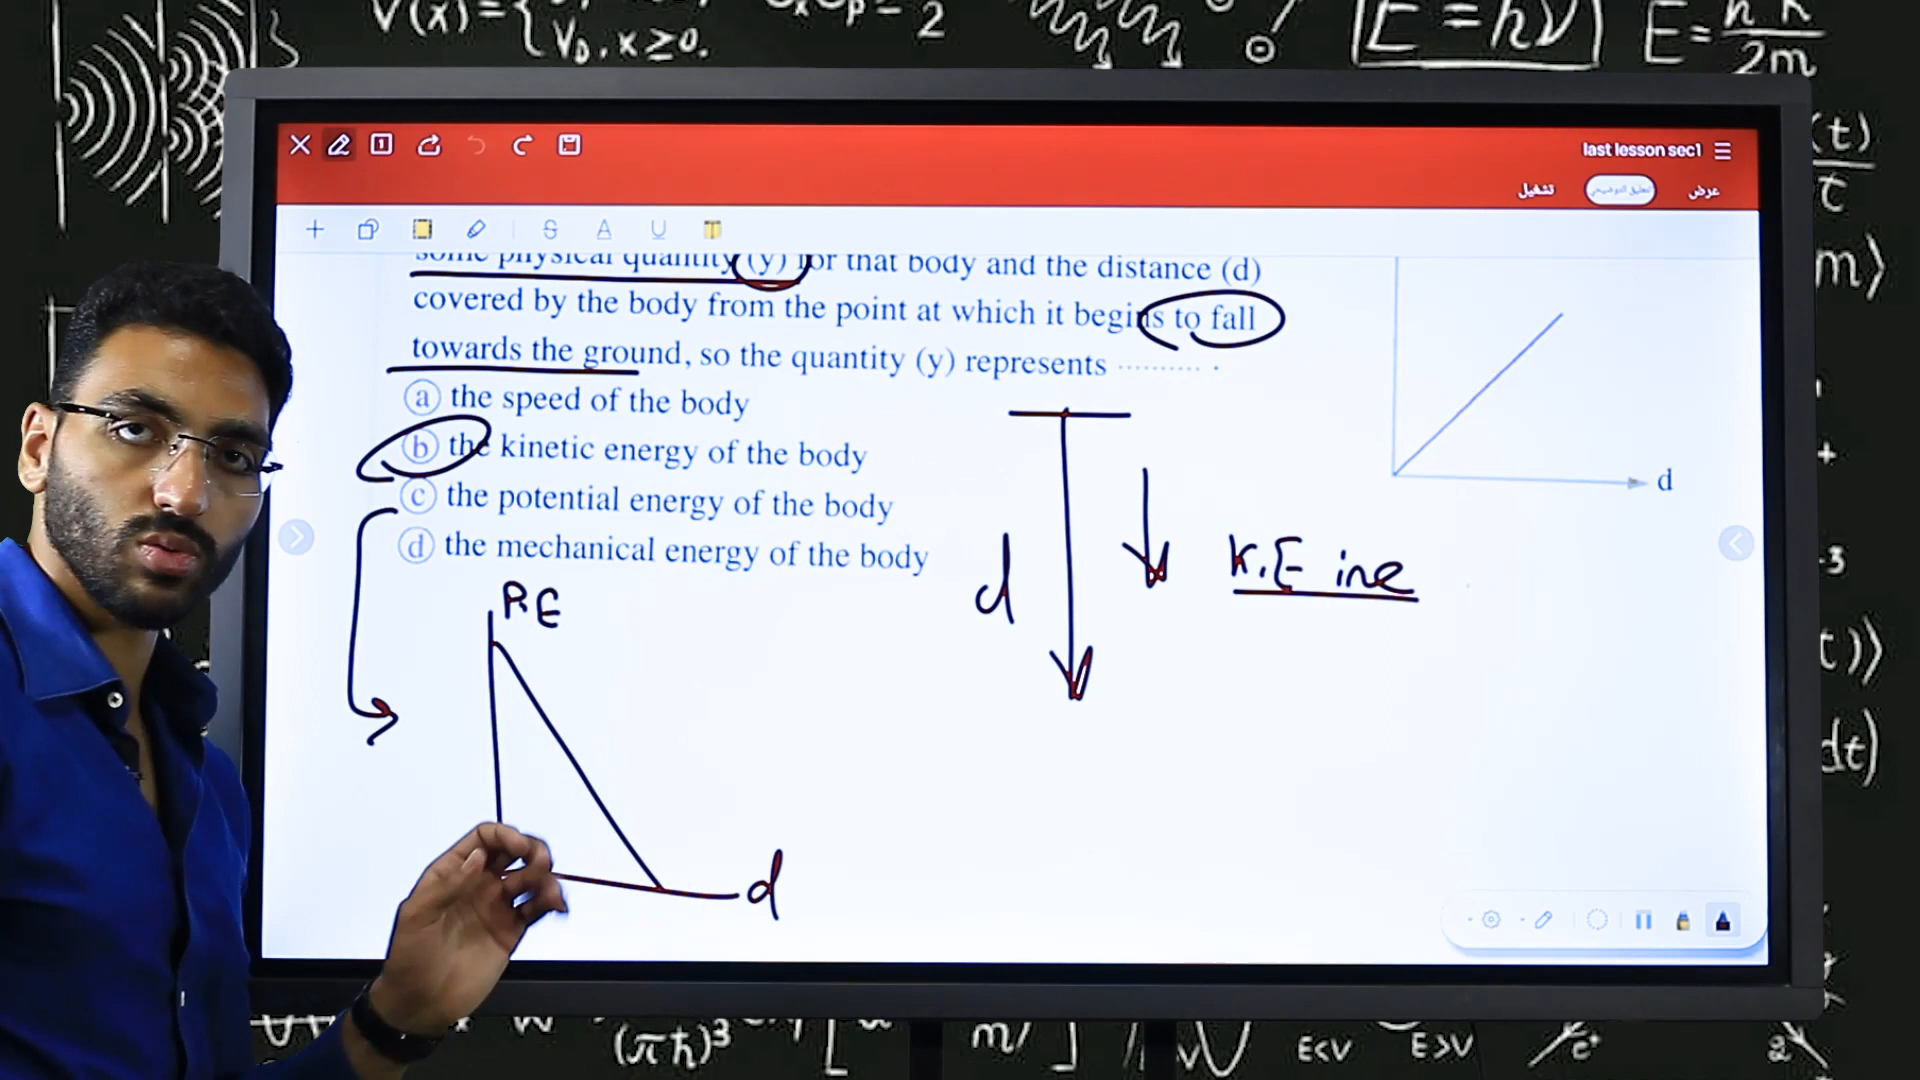 V(x)={
V₀, x≥0.
2
E=hν
E=
2m
(t)
t
m⟩
last lesson sec1
عرض
تشغيل
some physical quantity (y) for that body and the distance (d)
covered by the body from the point at which it begins to fall
towards the ground, so the quantity (y) represents .......... .
a the speed of the body
b the kinetic energy of the body
c the potential energy of the body
d the mechanical energy of the body
d
d
K.E inc
P.E
d
(πħ)³
m
E<V
E>V
e⁺